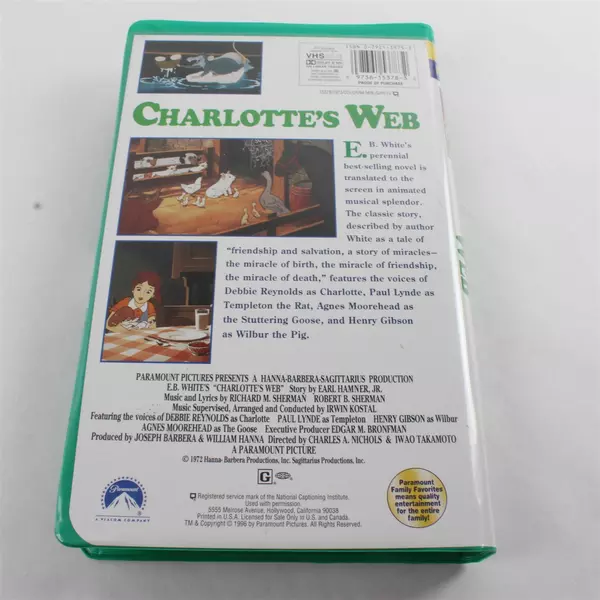 VHS
CHARLOTTE'S WEB
E. B. White's
perennial
best-selling novel is
translated to the
screen in animated
musical splendor.
The classic story,
described by author
White as a tale of
"friendship and salvation, a story of miracles—
the miracle of birth, the miracle of friendship,
the miracle of death," features the voices of
Debbie Reynolds as Charlotte, Paul Lynde as
Templeton the Rat, Agnes Moorehead as
the Stuttering Goose, and Henry Gibson
as Wilbur the Pig.
PARAMOUNT PICTURES PRESENTS A HANNA-BARBERA-SAGITTARIUS PRODUCTION
E.B. WHITE'S "CHARLOTTE'S WEB" Story by EARL HAMNER, JR.
Music and Lyrics by RICHARD M. SHERMAN ROBERT B. SHERMAN
Music Supervised, Arranged and Conducted by IRWIN KOSTAL
Featuring the voices of DEBBIE REYNOLDS as Charlotte PAUL LYNDE as Templeton HENRY GIBSON as Wilbur
AGNES MOOREHEAD as The Goose Executive Producer EDGAR M. BRONFMAN
Produced by JOSEPH BARBERA & WILLIAM HANNA Directed by CHARLES A. NICHOLS & IWAO TAKAMOTO
A PARAMOUNT PICTURE
© 1972 Hanna-Barbera Productions, Inc. Sagittarius Productions, Inc.
G
Registered service mark of the National Captioning Institute.
Used with permission.
5555 Melrose Avenue, Hollywood, California 90038
Printed in U.S.A. Licensed for Sale Only in U.S. and Canada.
TM & Copyright © 1996 by Paramount Pictures. All Rights Reserved.
Paramount
A VIACOM COMPANY
Paramount
Family Favorites
means quality
entertainment
for the entire
family!